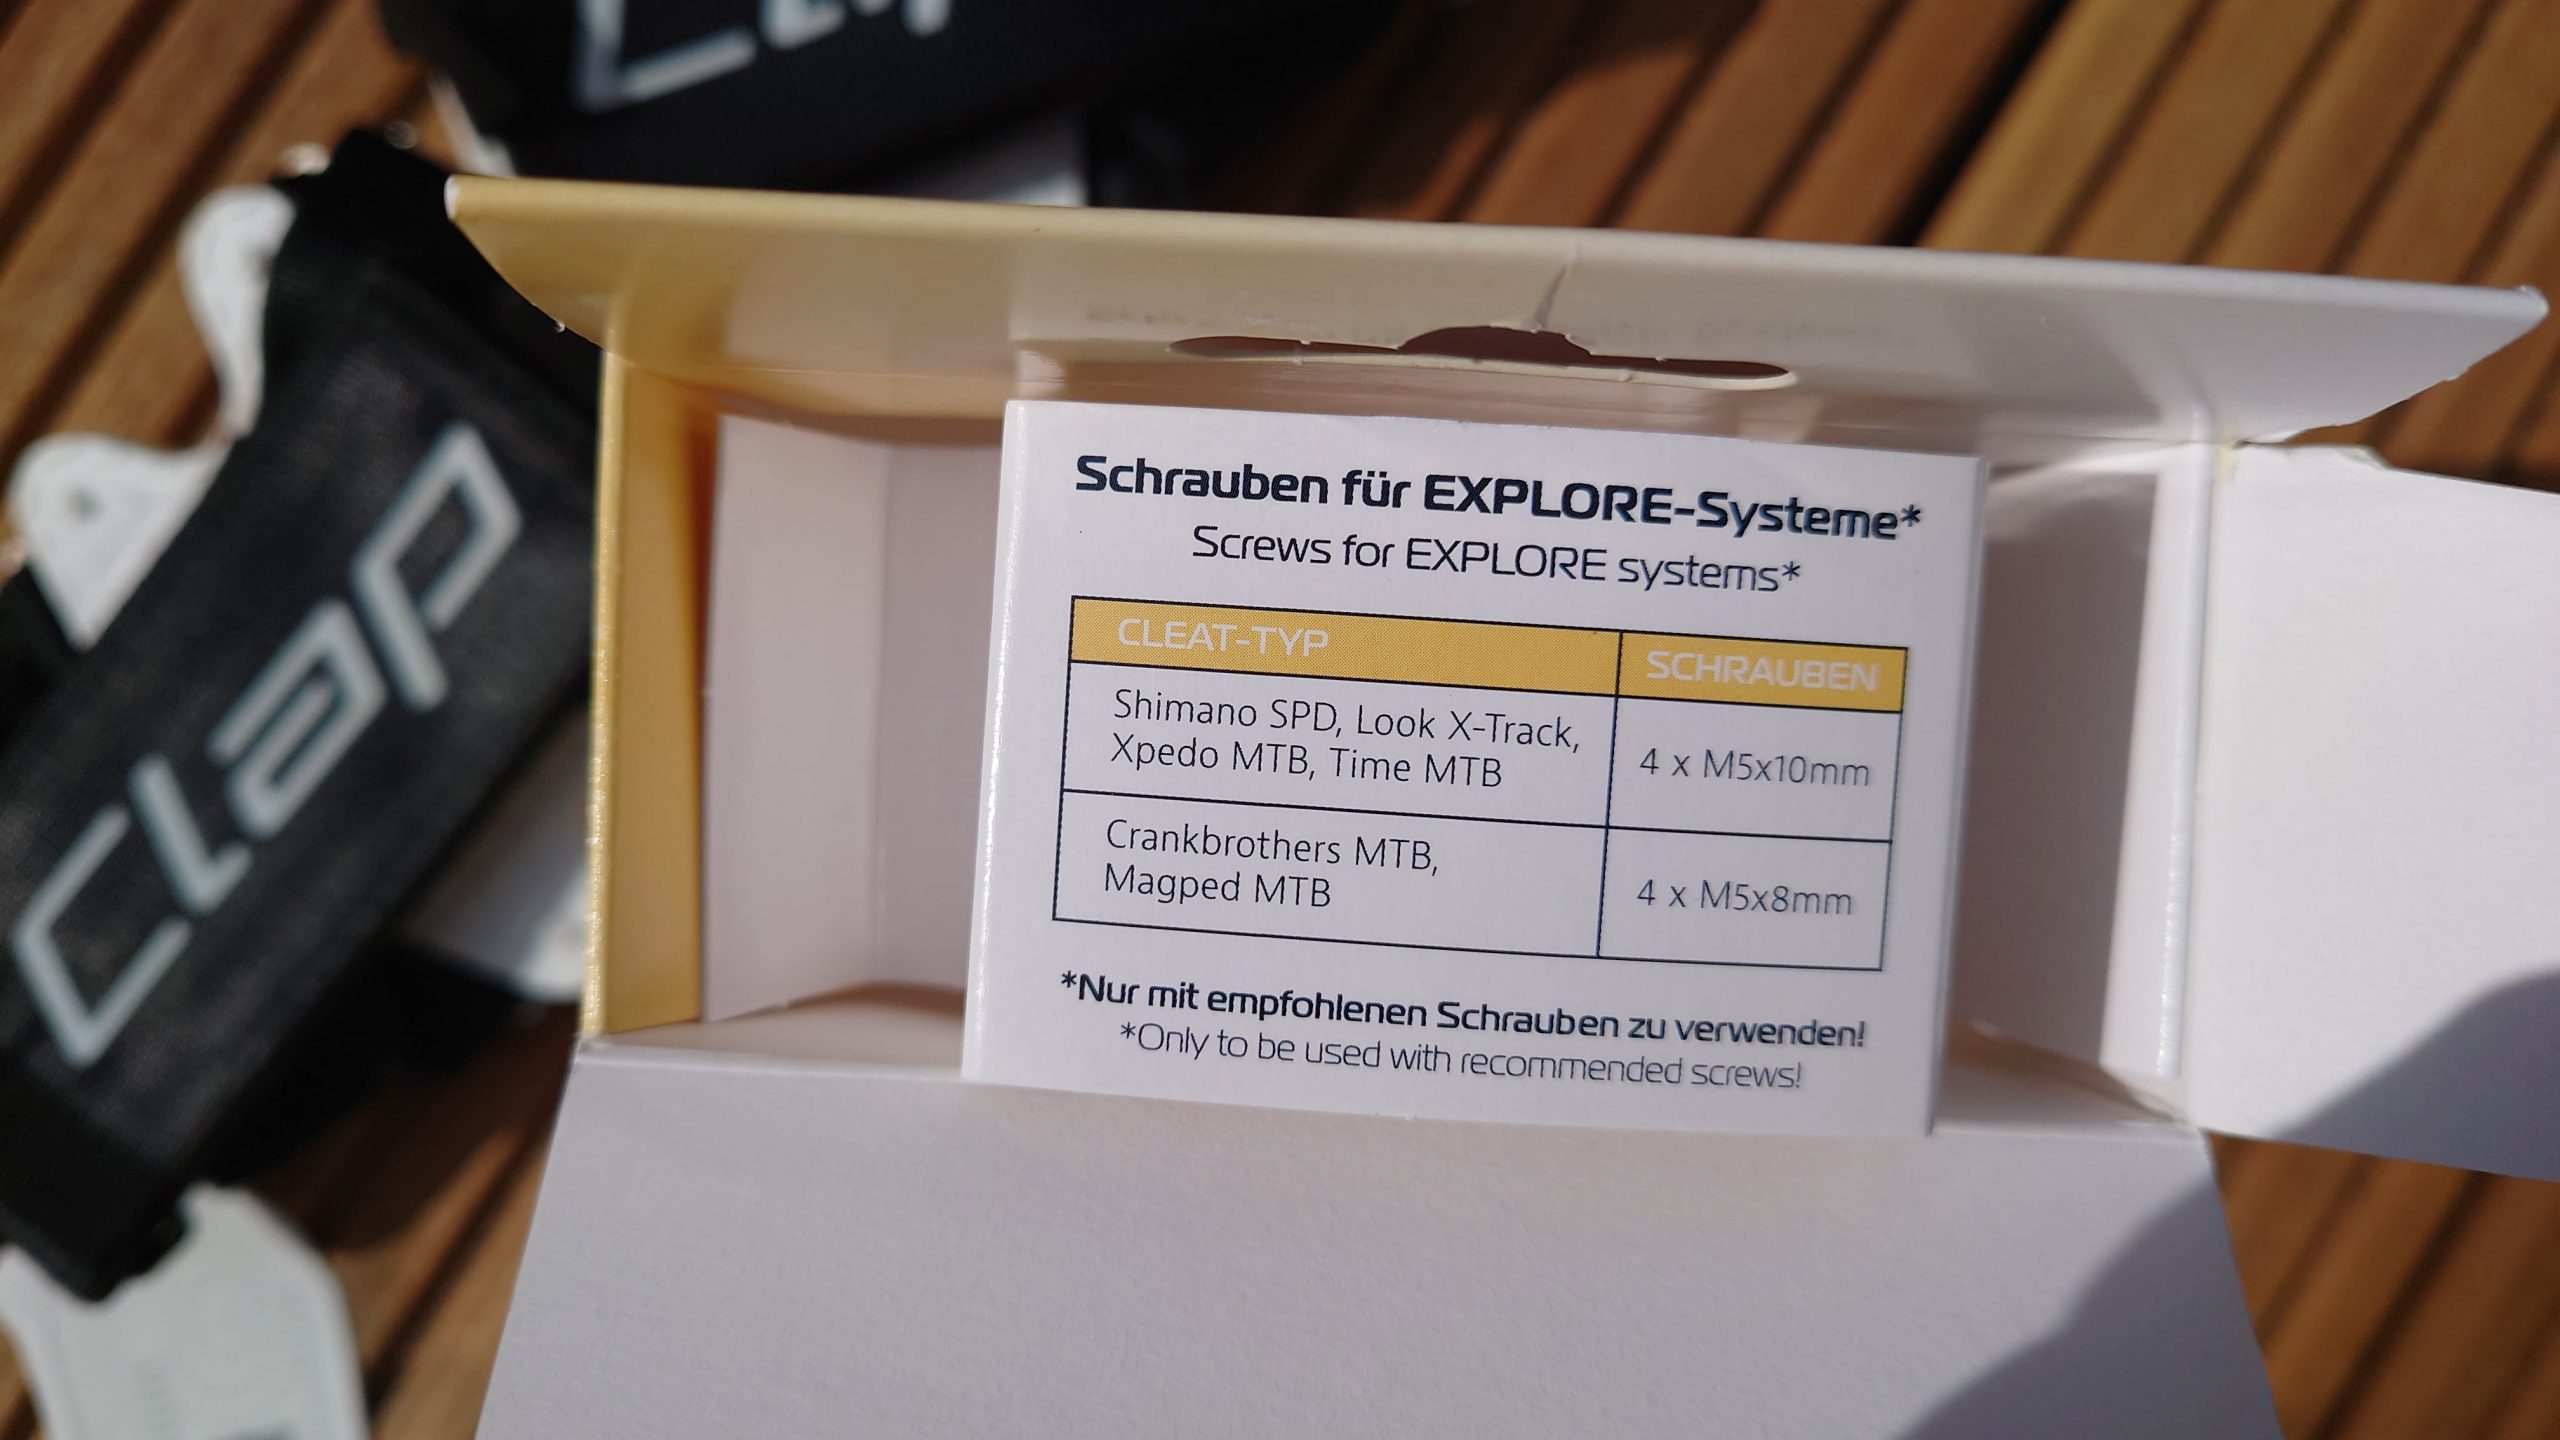 Clap
Clap
Schrauben für EXPLORE-Systeme*
Screws for EXPLORE systems*
CLEAT-TYP SCHRAUBEN
Shimano SPD, Look X-Track,
Xpedo MTB, Time MTB
4 x M5x10mm
Crankbrothers MTB,
Magped MTB
4 x M5x8mm
*Nur mit empfohlenen Schrauben zu verwenden!
*Only to be used with recommended screws!